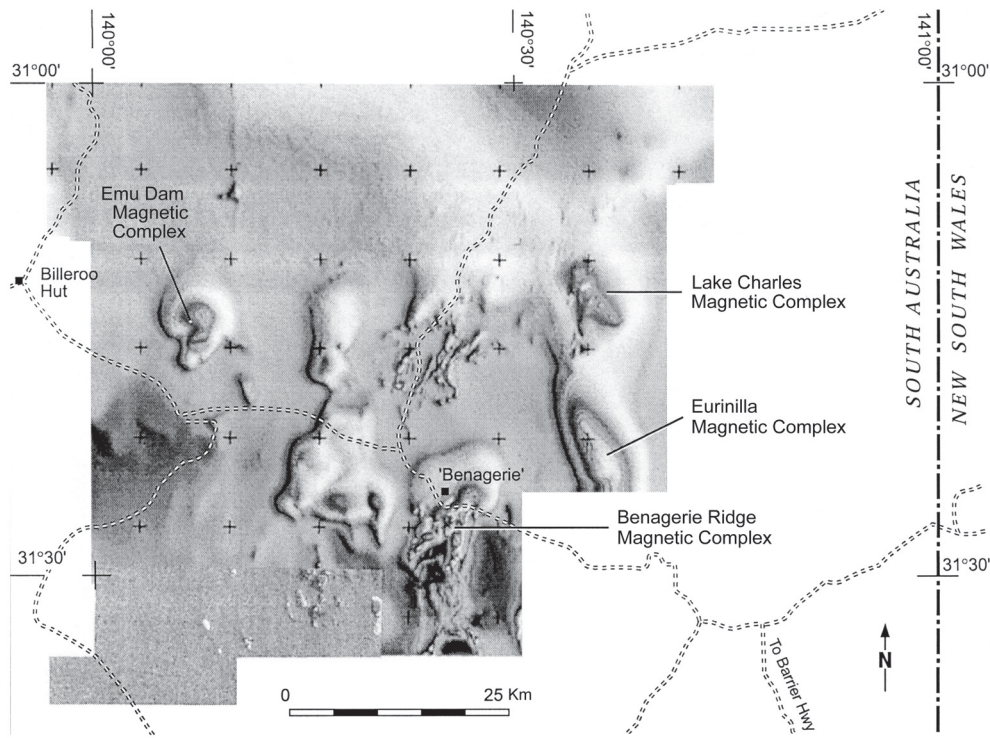 140°00'
140°30'
141°00'
31°00'
31°00'
Emu Dam
Magnetic
Complex
Billeroo
Hut
Lake Charles
Magnetic Complex
SOUTH AUSTRALIA
NEW SOUTH WALES
Eurinilla
Magnetic Complex
'Benagerie'
Benagerie Ridge
Magnetic Complex
31°30'
31°30'
To Barrier Hwy
N
0 25 Km